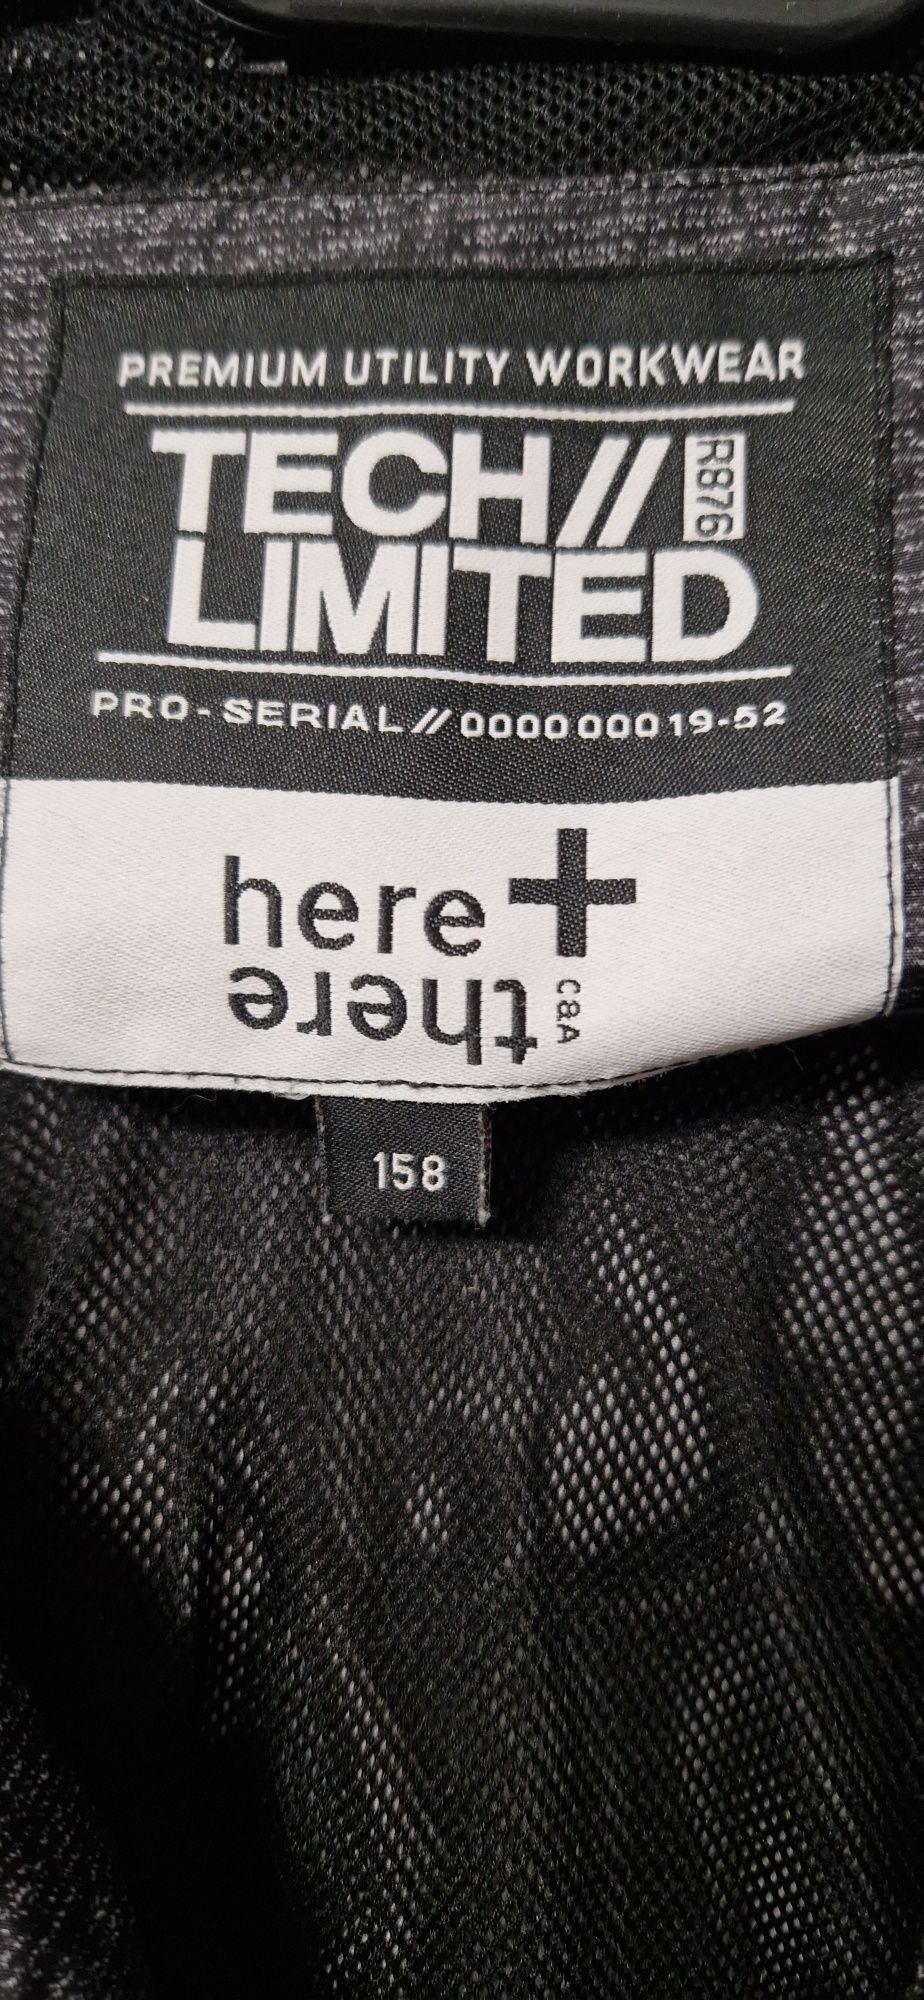 PREMIUM UTILITY WORKWEAR
TECH//
R876
LIMITED
PRO-SERIAL//000000019-52
here +
there
C&A
158